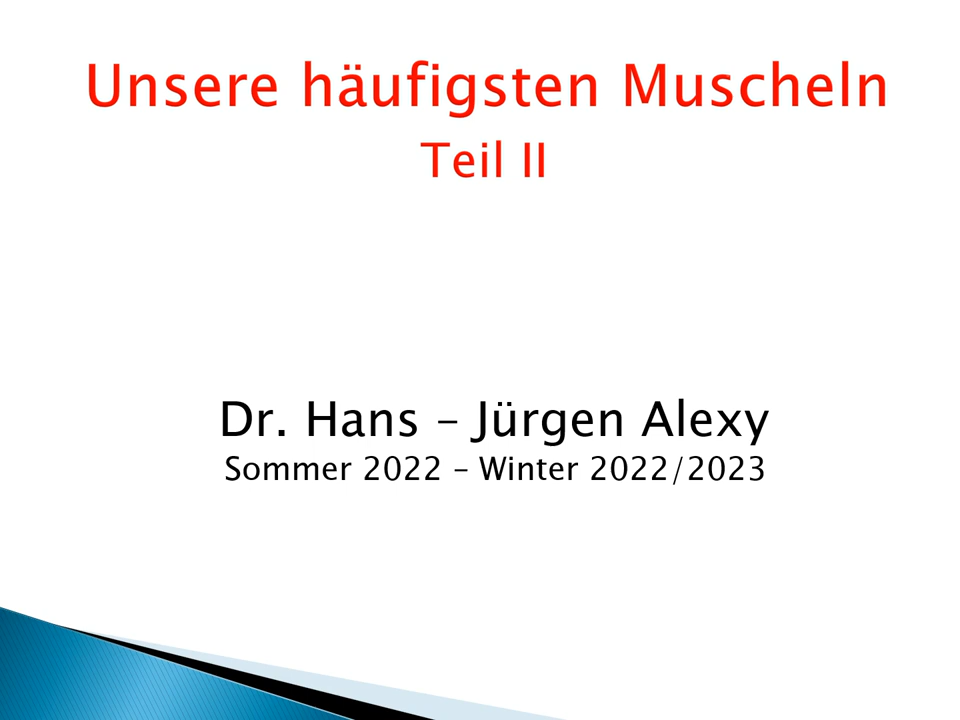 Unsere häufigsten Muscheln
Teil II
Dr. Hans – Jürgen Alexy
Sommer 2022 – Winter 2022/2023